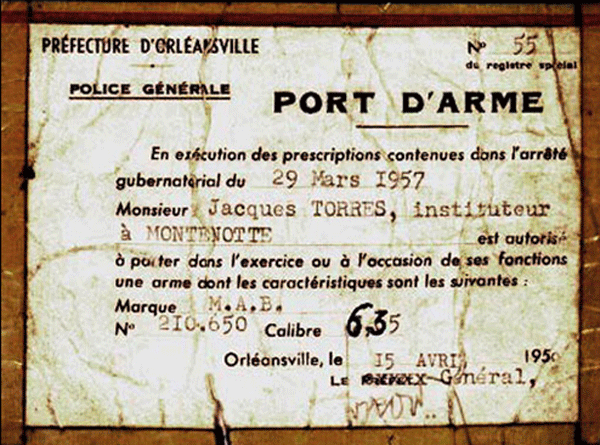 PRÉFECTURE D'ORLÉANSVILLE
N° 55
du registre spécial
POLICE GÉNÉRALE
PORT D'ARME
En exécution des prescriptions contenues dans l'arrêté
gubernatorial du 29 Mars 1957
Monsieur Jacques TORRES, instituteur
à MONTENOTTE est autorisé
à porter dans l'exercice ou à l'occasion de ses fonctions
une arme dont les caractéristiques sont les suivantes :
Marque M.A.B.
N° 210.650 Calibre 6,35
Orléansville, le 15 AVRIL
LE Général,